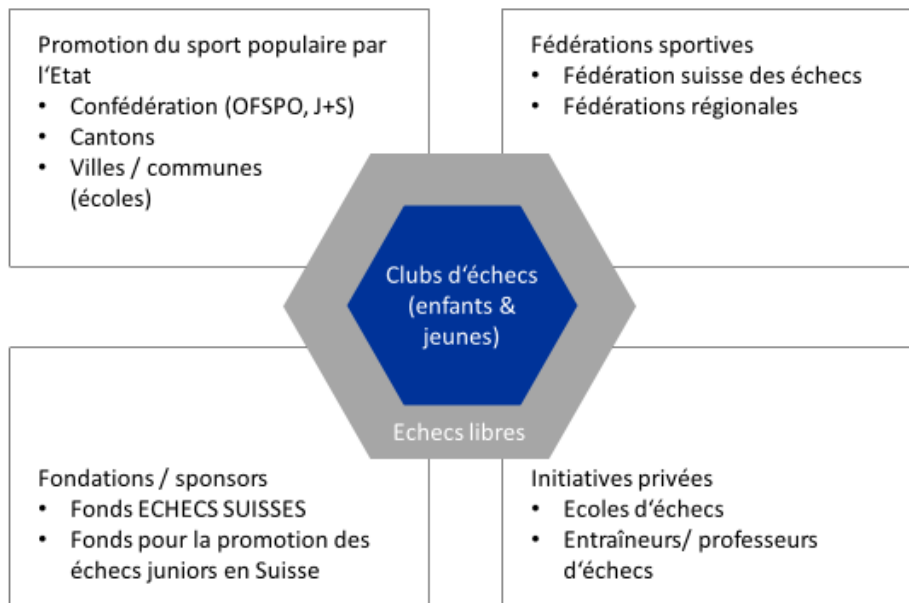 Promotion du sport populaire par
l‘Etat
• Confédération (OFSPO, J+S)
• Cantons
• Villes / communes
(écoles)
Fédérations sportives
• Fédération suisse des échecs
• Fédérations régionales
Clubs d‘échecs
(enfants &
jeunes)
Echecs libres
Fondations / sponsors
• Fonds ECHECS SUISSES
• Fonds pour la promotion des
échecs juniors en Suisse
Initiatives privées
• Ecoles d‘échecs
• Entraîneurs/ professeurs
d‘échecs